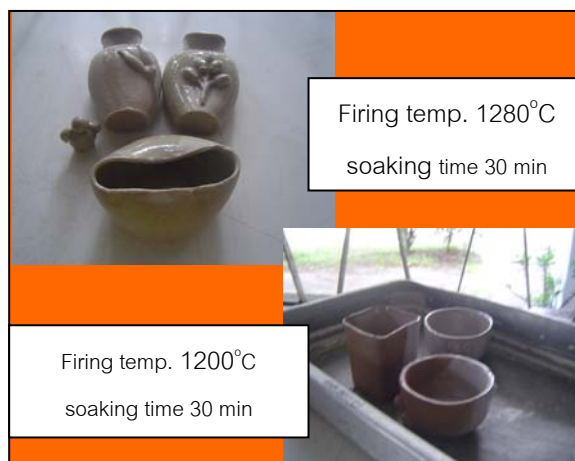 Firing temp. 1280°C
soaking time 30 min
Firing temp. 1200°C
soaking time 30 min